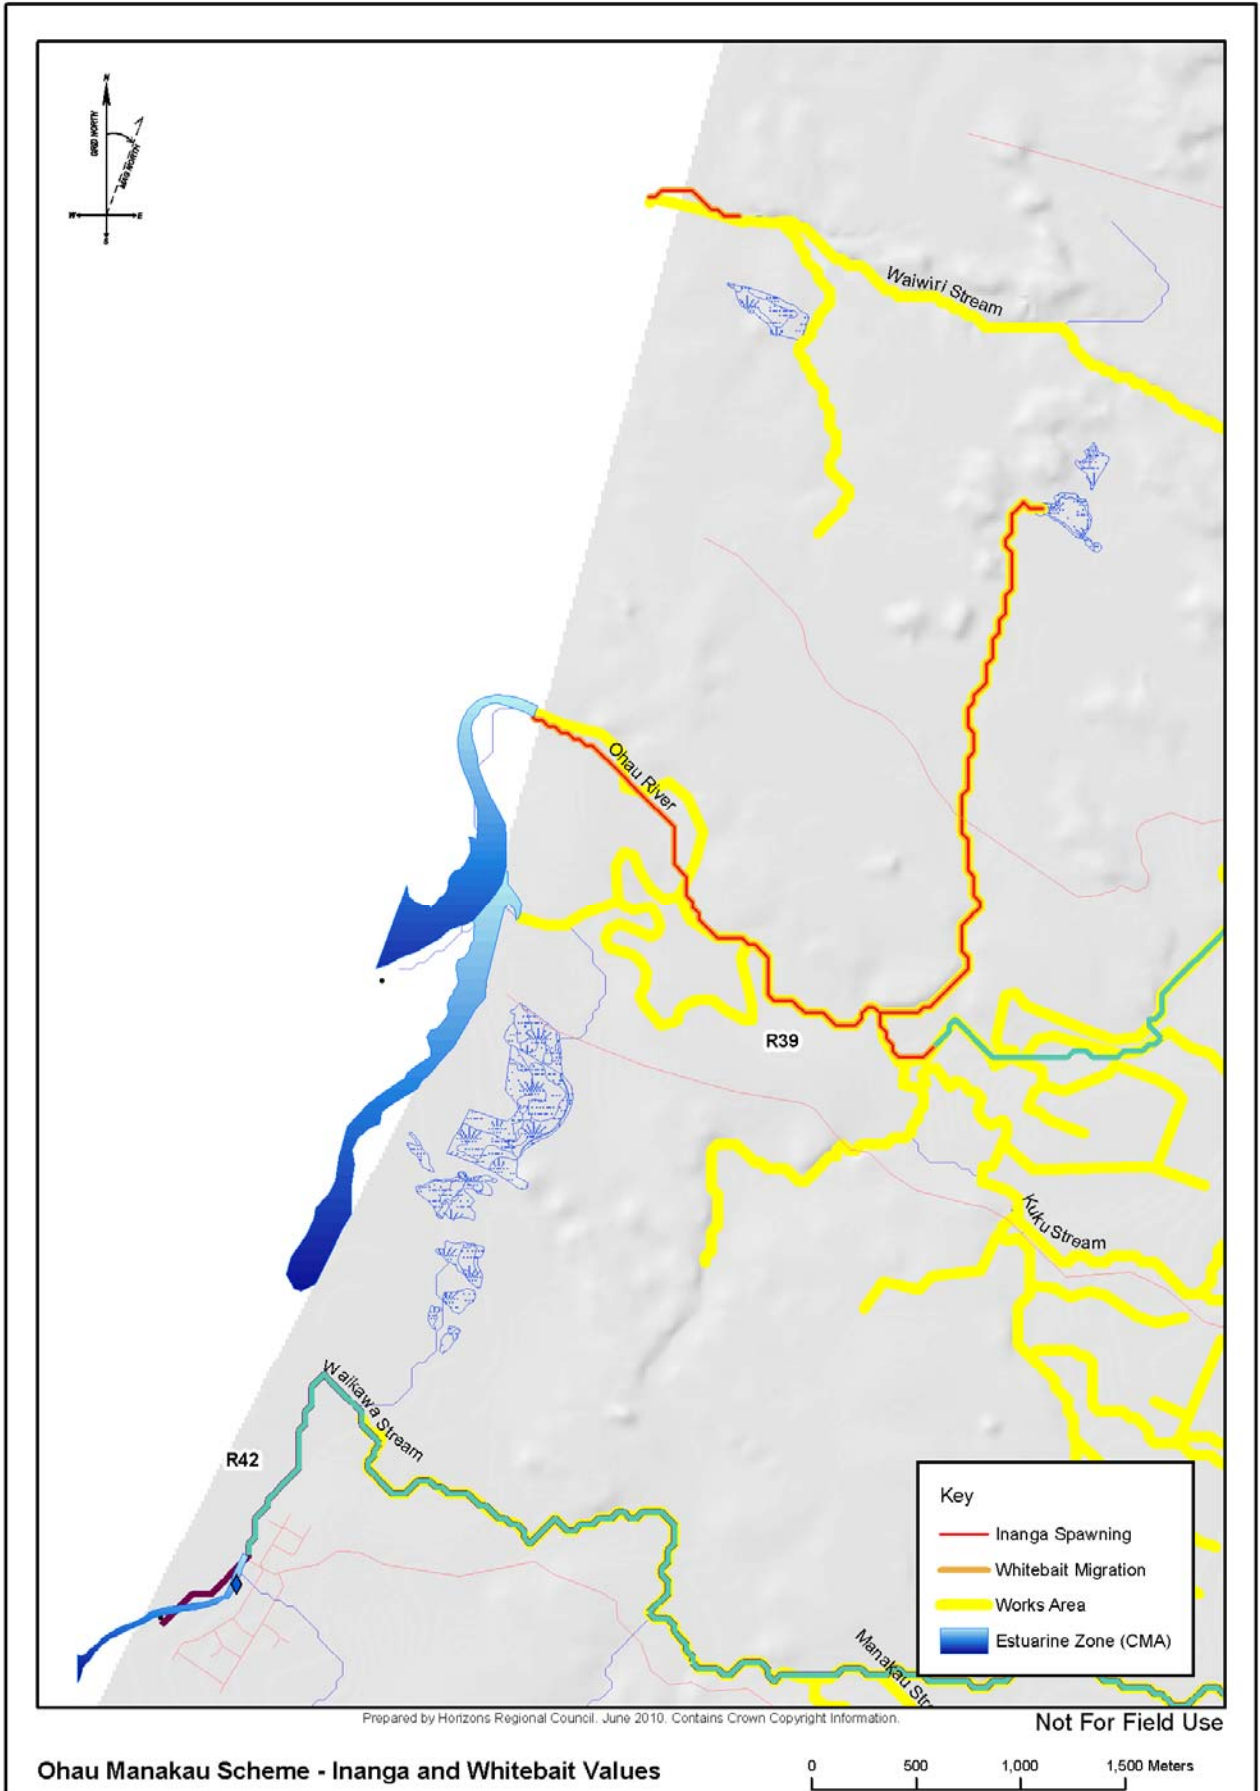 N
GRID NORTH
W E
S
Waiwiri Stream
Ohau River
R39
Kuku Stream
Waikawa Stream
R42
Manakau Str
Key
Inanga Spawning
Whitebait Migration
Works Area
Estuarine Zone (CMA)
Prepared by Horizons Regional Council. June 2010. Contains Crown Copyright Information.
Not For Field Use
Ohau Manakau Scheme - Inanga and Whitebait Values
0 500 1,000 1,500 Meters